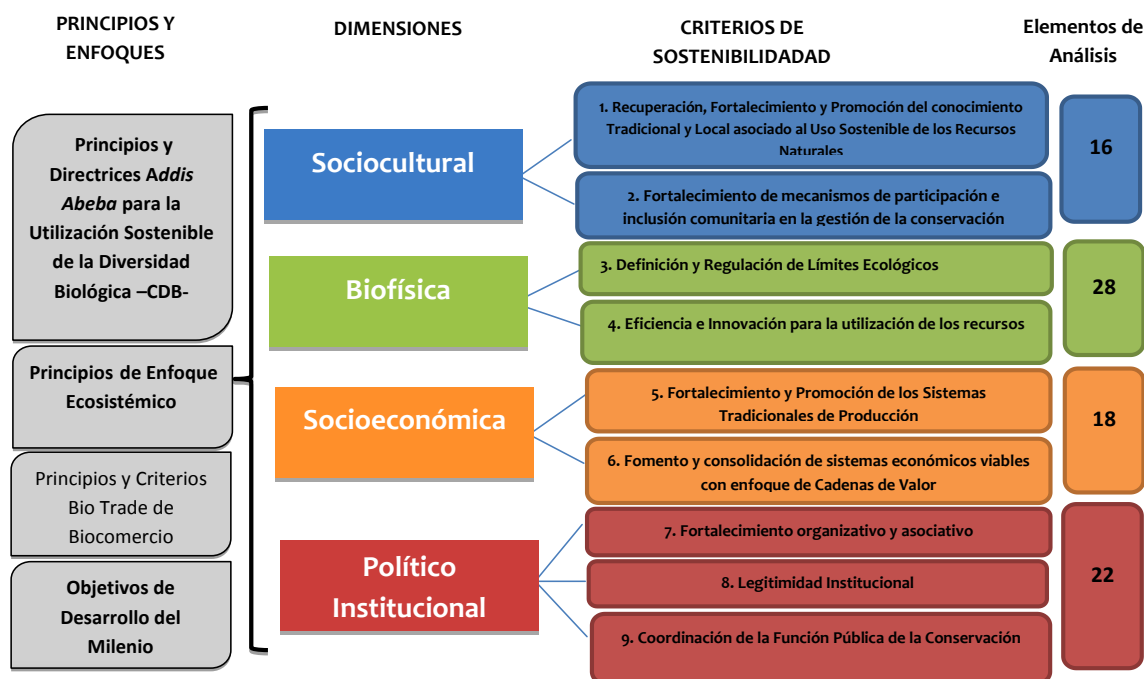 PRINCIPIOS Y
ENFOQUES
DIMENSIONES
CRITERIOS DE
SOSTENIBILIDADAD
Elementos de
Análisis
Principios y
Directrices Addis
Abeba para la
Utilización Sostenible
de la Diversidad
Biológica –CDB-
Principios de Enfoque
Ecosistémico
Principios y Criterios
Bio Trade de
Biocomercio
Objetivos de
Desarrollo del
Milenio
Sociocultural
1. Recuperación, Fortalecimiento y Promoción del conocimiento
Tradicional y Local asociado al Uso Sostenible de los Recursos
Naturales
2. Fortalecimiento de mecanismos de participación e
inclusión comunitaria en la gestión de la conservación
16
Biofísica
3. Definición y Regulación de Límites Ecológicos
4. Eficiencia e Innovación para la utilización de los recursos
28
Socioeconómica
5. Fortalecimiento y Promoción de los Sistemas
Tradicionales de Producción
6. Fomento y consolidación de sistemas económicos viables
con enfoque de Cadenas de Valor
18
Político
Institucional
7. Fortalecimiento organizativo y asociativo
8. Legitimidad Institucional
9. Coordinación de la Función Pública de la Conservación
22